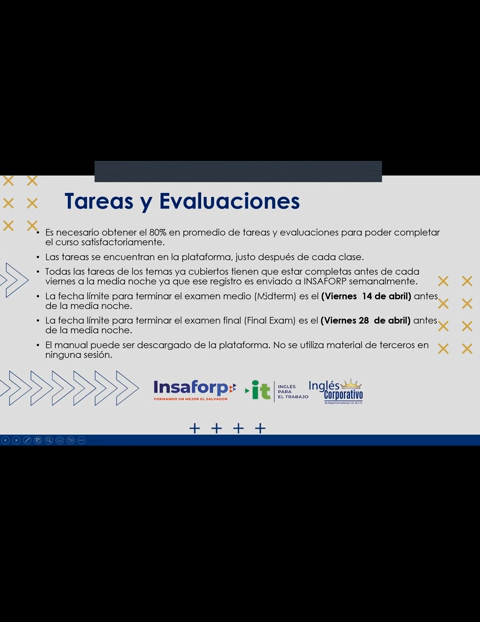 Tareas y Evaluaciones
• Es necesario obtener el 80% en promedio de tareas y evaluaciones para poder completar
el curso satisfactoriamente.
• Las tareas se encuentran en la plataforma, justo después de cada clase.
• Todas las tareas de los temas ya cubiertos tienen que estar completas antes de cada
viernes a la media noche ya que ese registro es enviado a INSAFORP semanalmente.
• La fecha límite para terminar el examen medio (Midterm) es el (Viernes 14 de abril) antes
de la media noche.
• La fecha límite para terminar el examen final (Final Exam) es el (Viernes 28 de abril) antes
de la media noche.
• El manual puede ser descargado de la plataforma. No se utiliza material de terceros en
ninguna sesión.
Insaforp
FORMANDO UN MEJOR EL SALVADOR
it
INGLÉS
PARA
EL TRABAJO
Inglés
Corporativo